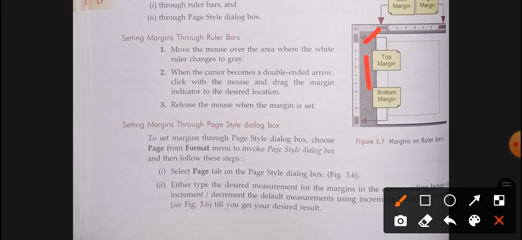 (i) through ruler bars, and
(ii) through Page Style dialog box.
Setting Margins Through Ruler Bars
1. Move the mouse over the area where the white
ruler changes to gray.
2. When the cursor becomes a double-ended arrow,
click with the mouse and drag the margin
indicator to the desired location.
3. Release the mouse when the margin is set.
Setting Margins Through Page Style dialog box
To set margins through Page Style dialog box, choose
Page from Format menu to invoke Page Style dialog box
and then follow these steps :
(i) Select Page tab on the Page Style dialog box. (Fig. 3.6).
(ii) Either type the desired measurement for the margins in the
increment / decrement the default measurements using
(see Fig. 3.6) till you get your desired result.
Margin
Margin
Top
Margin
Bottom
Margin
Figure 3.7 Margins on Ruler bars